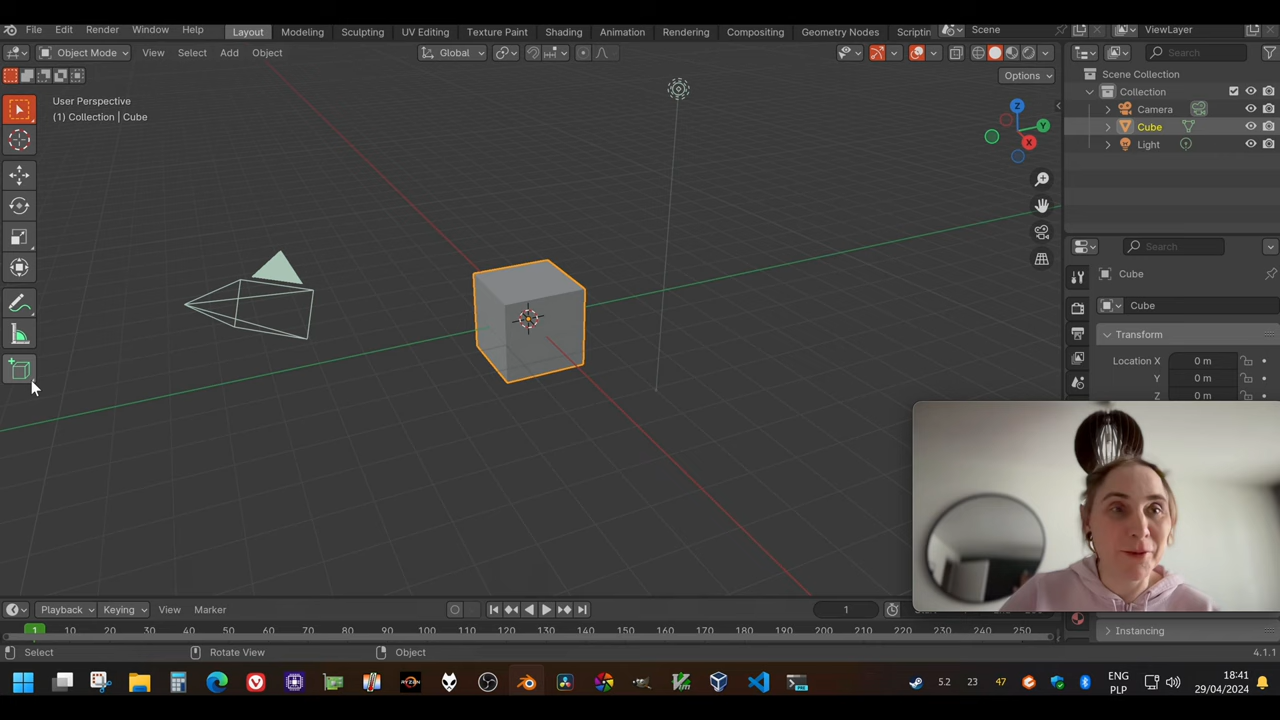 File Edit Render Window Help Layout Modeling Sculpting UV Editing Texture Paint Shading Animation Rendering Compositing Geometry Nodes Scene ViewLayer
Object Mode View Select Add Object Global Search
Options
Scene Collection
Collection
Camera
Cube
Light
User Perspective
(1) Collection | Cube
Z
Y
X
Search
Cube
Cube
Transform
Location X 0 m
Y 0 m
Z 0 m
Playback Keying View Marker 1
1 10 20 30 40 50 60 70 80 90 100 110 120 130 140 150 160 170 180 190 200 210 220 230 240 250
Instancing
Select Rotate View Object 4.1.1
RYZEN
5.2 23 47 ENG 18:41
PLP 29/04/2024